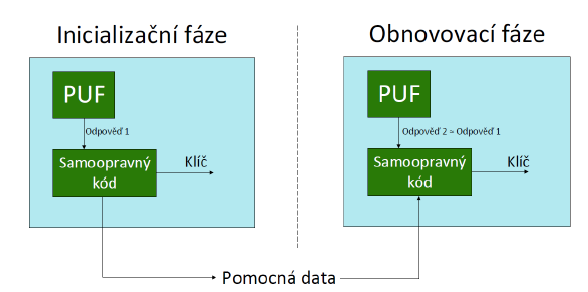 Inicializační fáze
Obnovovací fáze
PUF
Odpověď 1
Samoopravný
kód
Klíč
PUF
Odpověď 2 ≈ Odpověď 1
Samoopravný
kód
Klíč
Pomocná data